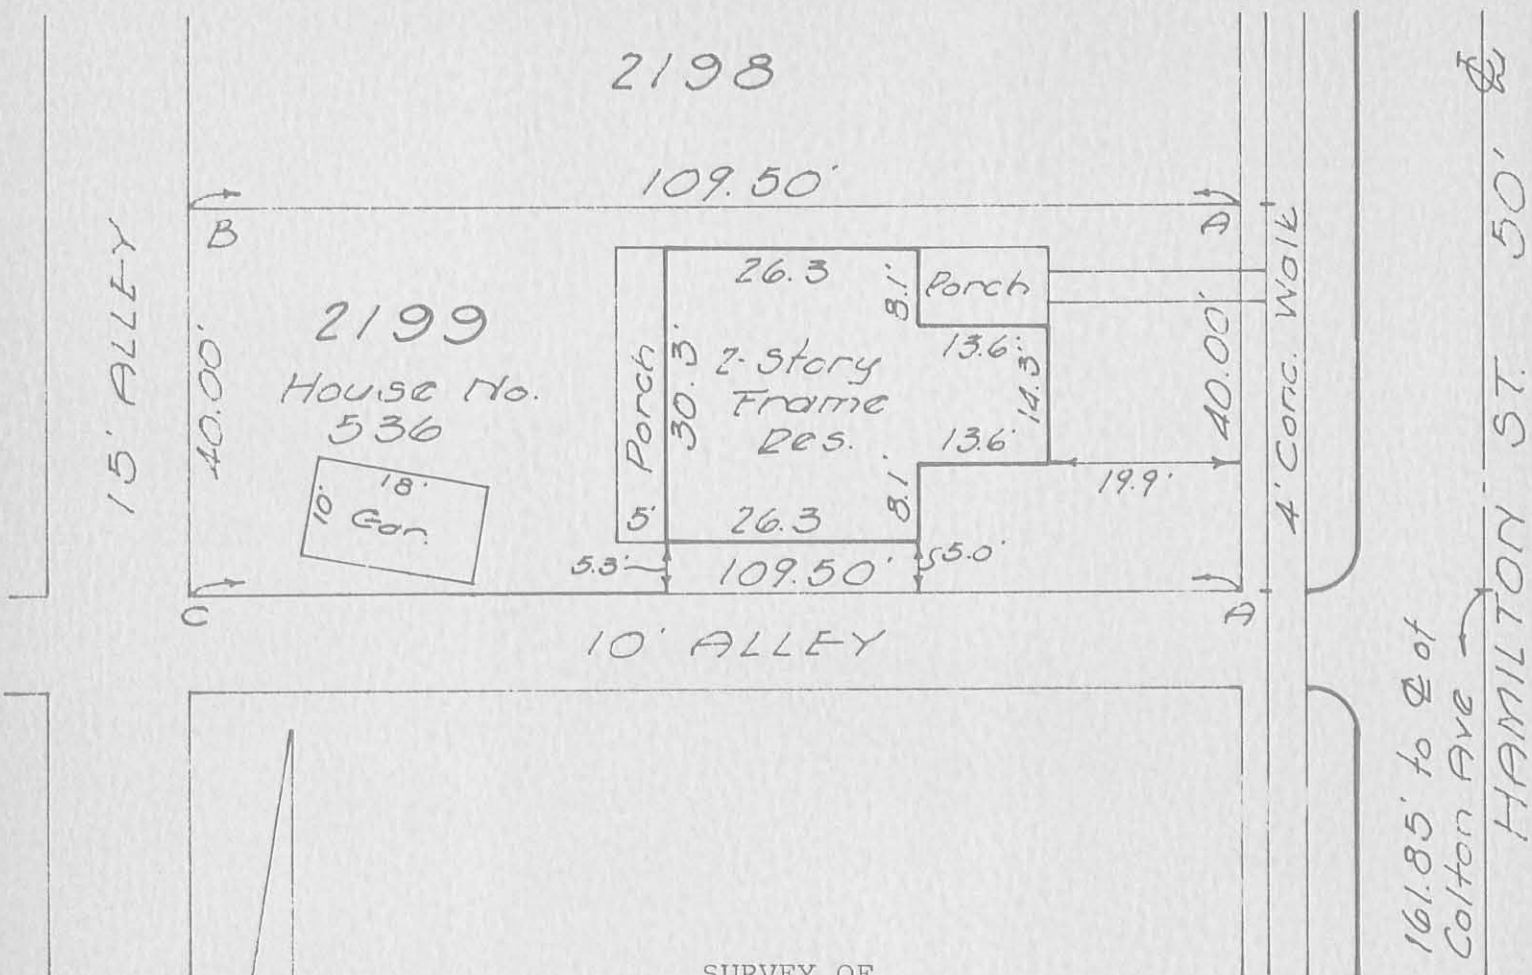 2198
109.50'
B
A
15' ALLEY
40.00'
2199
House No.
536
10'
18'
Gar.
Porch
5'
30.3'
26.3
8.1'
Porch
13.6'
14.3
2-Story
Frame
Res.
13.6'
8.1'
26.3
19.9'
40.00'
4' Conc. Walk
5.3'
109.50'
5.0'
C
A
10' ALLEY
161.85' to ℄ of
Colton Ave
HAMILTON ST. 50'
SURVEY OF